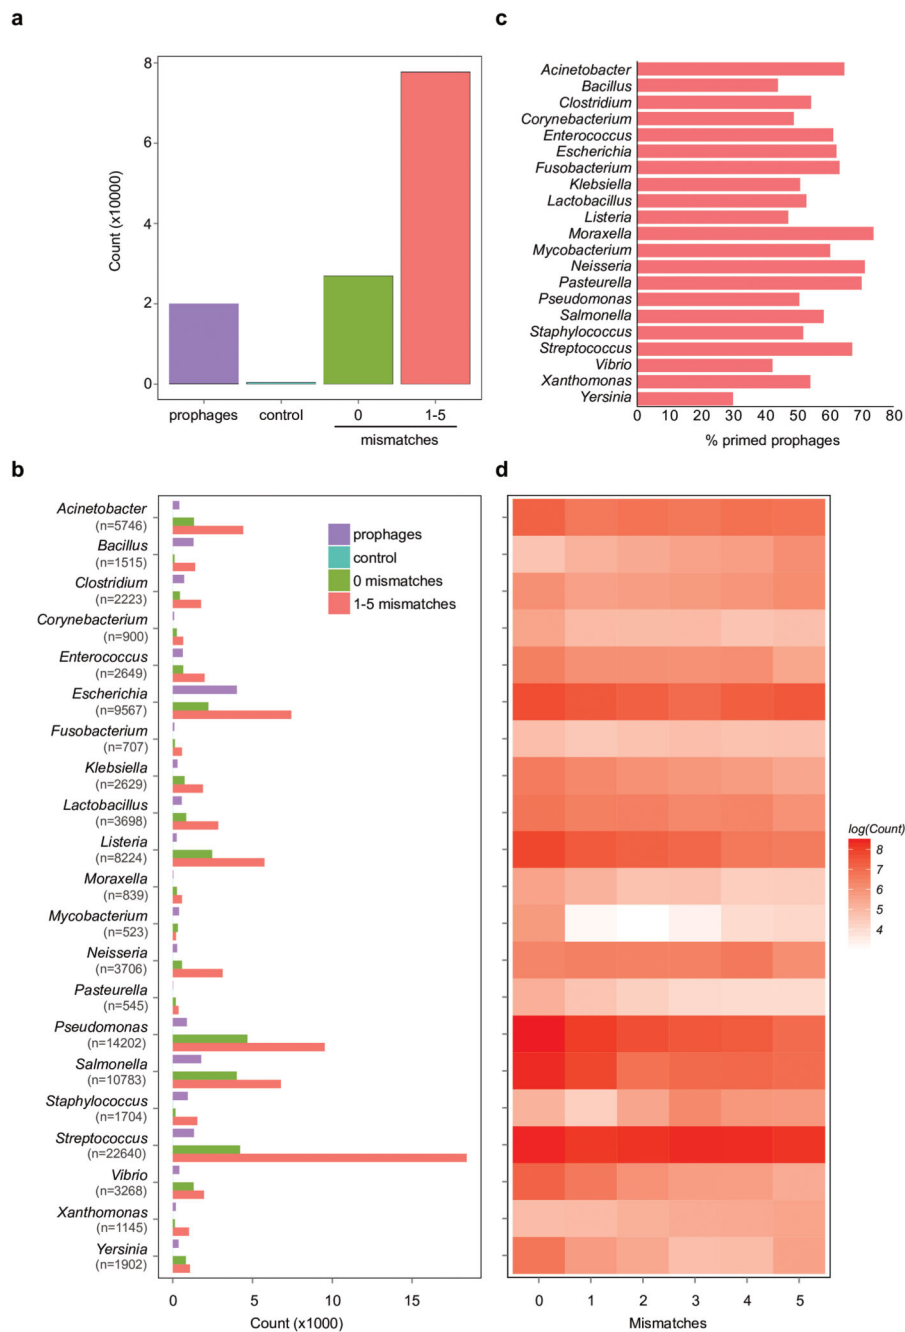 a
8
6
4
2
0
Count (x10000)
prophages control 0 1-5
mismatches
c
Acinetobacter
Bacillus
Clostridium
Corynebacterium
Enterococcus
Escherichia
Fusobacterium
Klebsiella
Lactobacillus
Listeria
Moraxella
Mycobacterium
Neisseria
Pasteurella
Pseudomonas
Salmonella
Staphylococcus
Streptococcus
Vibrio
Xanthomonas
Yersinia
0 10 20 30 40 50 60 70 80
% primed prophages
b
Acinetobacter
(n=5746)
Bacillus
(n=1515)
Clostridium
(n=2223)
Corynebacterium
(n=900)
Enterococcus
(n=2649)
Escherichia
(n=9567)
Fusobacterium
(n=707)
Klebsiella
(n=2629)
Lactobacillus
(n=3698)
Listeria
(n=8224)
Moraxella
(n=839)
Mycobacterium
(n=523)
Neisseria
(n=3706)
Pasteurella
(n=545)
Pseudomonas
(n=14202)
Salmonella
(n=10783)
Staphylococcus
(n=1704)
Streptococcus
(n=22640)
Vibrio
(n=3268)
Xanthomonas
(n=1145)
Yersinia
(n=1902)
prophages
control
0 mismatches
1-5 mismatches
0 5 10 15
Count (x1000)
d
log(Count)
8
7
6
5
4
0 1 2 3 4 5
Mismatches